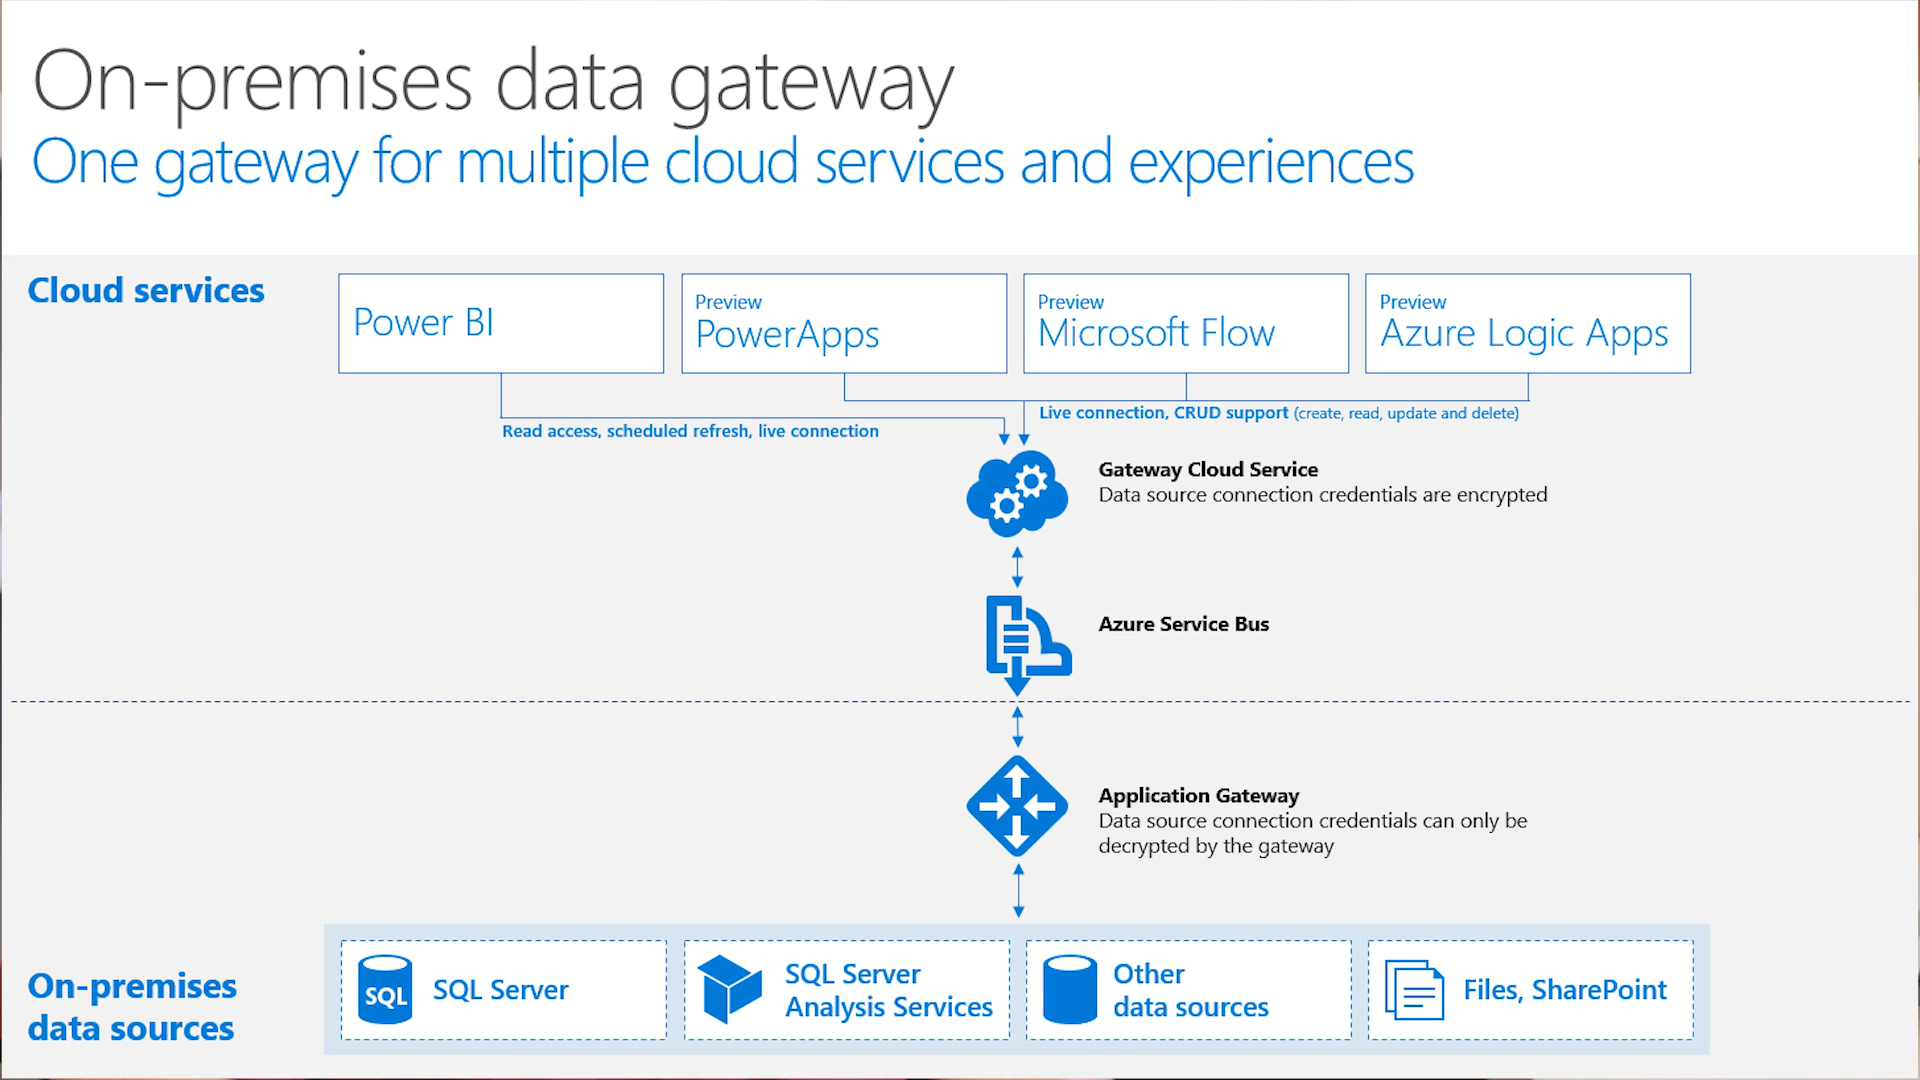 On-premises data gateway
One gateway for multiple cloud services and experiences
Cloud services
Power BI
Preview
PowerApps
Preview
Microsoft Flow
Preview
Azure Logic Apps
Live connection, CRUD support (create, read, update and delete)
Read access, scheduled refresh, live connection
Gateway Cloud Service
Data source connection credentials are encrypted
Azure Service Bus
Application Gateway
Data source connection credentials can only be
decrypted by the gateway
On-premises
data sources
SQL
SQL Server
SQL Server
Analysis Services
Other
data sources
Files, SharePoint